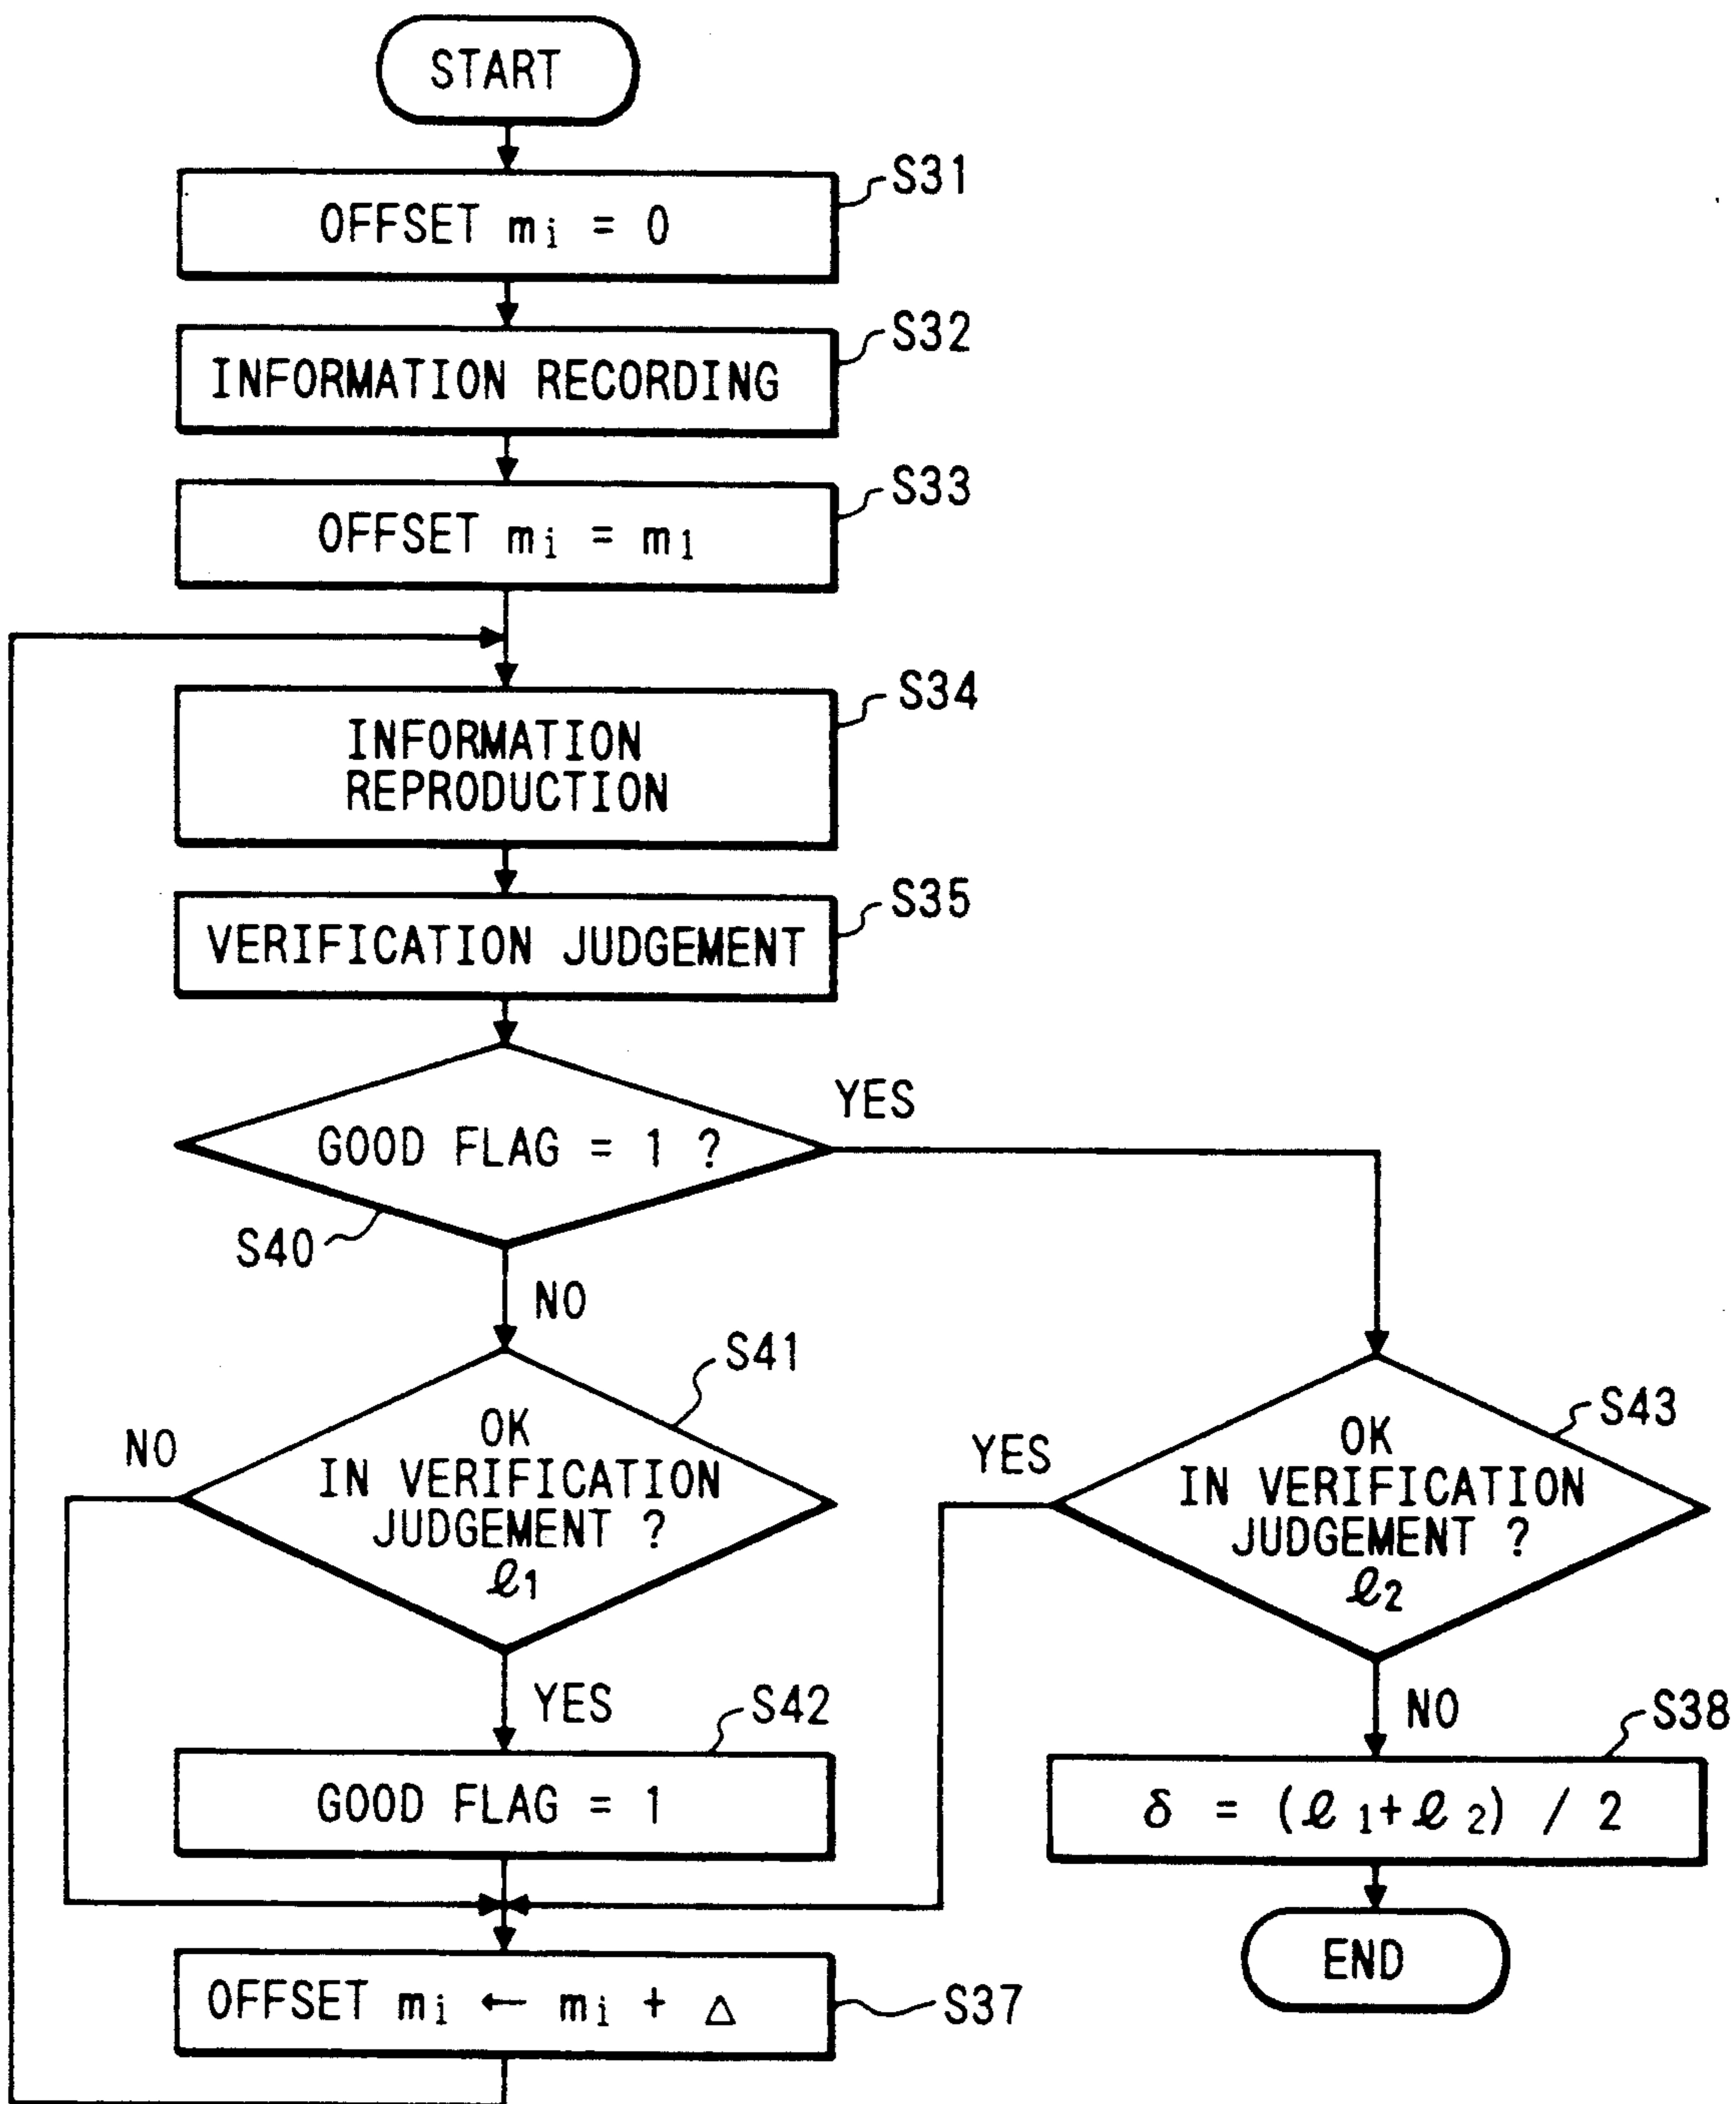 START
S31
OFFSET mi = 0
S32
INFORMATION RECORDING
S33
OFFSET mi = m1
S34
INFORMATION
REPRODUCTION
S35
VERIFICATION JUDGEMENT
YES
GOOD FLAG = 1 ?
S40
NO
S41
NO
OK
IN VERIFICATION
JUDGEMENT ?
ℓ1
S43
YES
OK
IN VERIFICATION
JUDGEMENT ?
ℓ2
YES
S42
GOOD FLAG = 1
NO
S38
δ = (ℓ1+ℓ2) / 2
OFFSET mi ← mi + △
S37
END